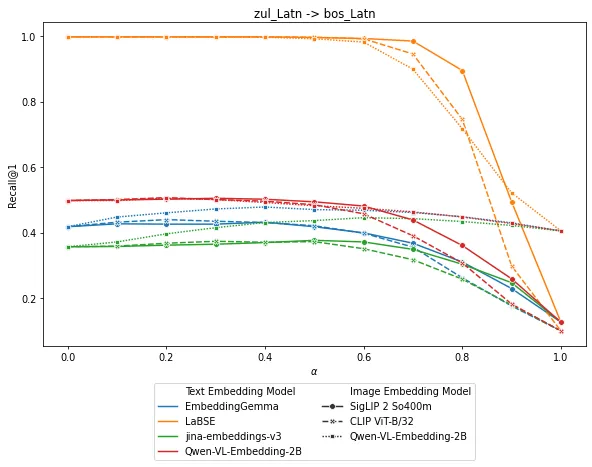 zul_Latn -> bos_Latn
Recall@1
1.0
0.8
0.6
0.4
0.2
0.0 0.2 0.4 0.6 0.8 1.0
α
Text Embedding Model
EmbeddingGemma
LaBSE
jina-embeddings-v3
Qwen-VL-Embedding-2B
Image Embedding Model
SigLIP 2 So400m
CLIP ViT-B/32
Qwen-VL-Embedding-2B